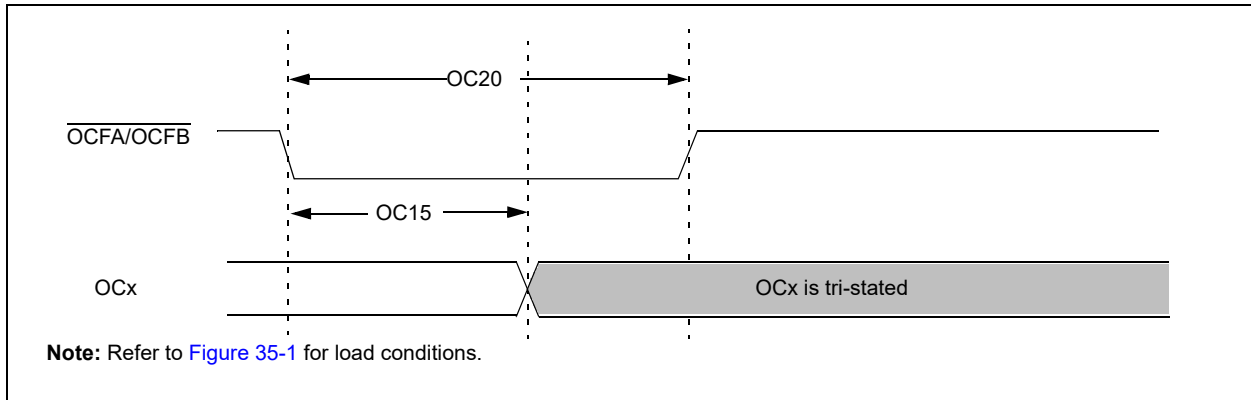 OC20
OCFA/OCFB
OC15
OCx
OCx is tri-stated
Note: Refer to Figure 35-1 for load conditions.